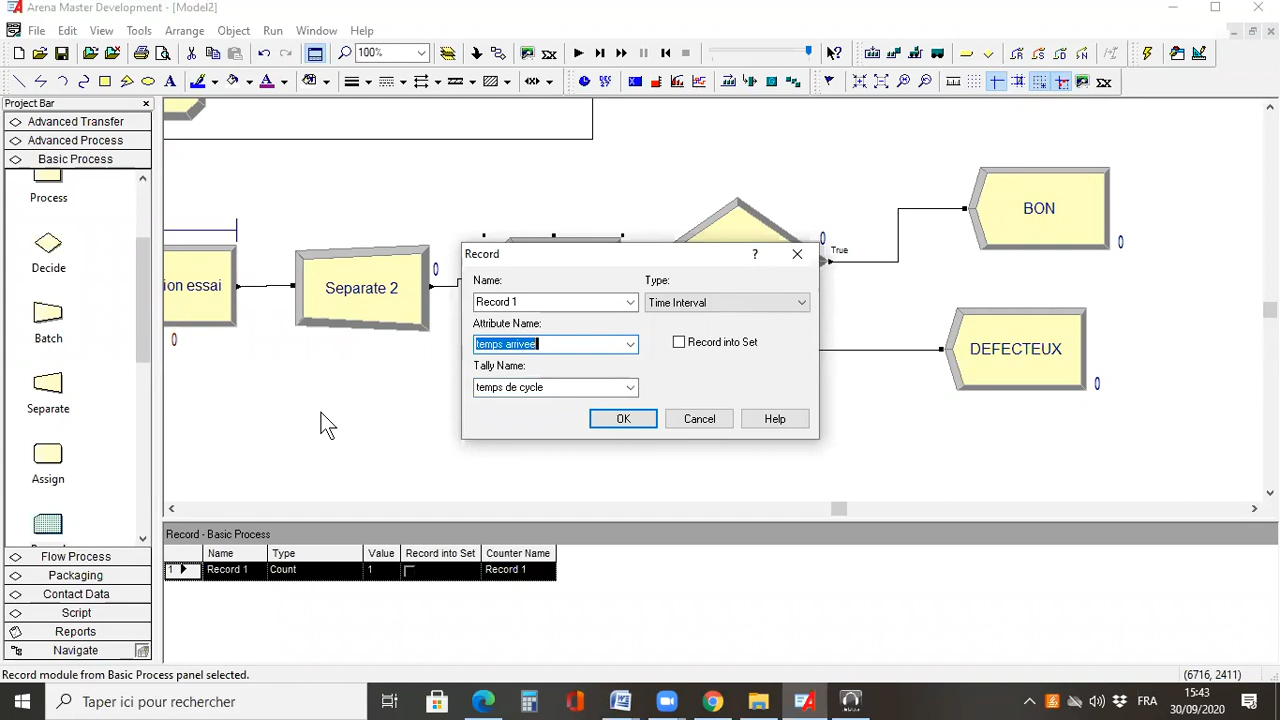 Arena Master Development - [Model2]
File Edit View Tools Arrange Object Run Window Help
100%
Project Bar
Advanced Transfer
Advanced Process
Basic Process
Process
Decide
Batch
Separate
Assign
Flow Process
Packaging
Contact Data
Script
Reports
Navigate
ion essai
0
Separate 2
0
0
True
BON
0
DEFECTEUX
0
Record
Name:
Type:
Record 1
Time Interval
Attribute Name:
temps arrivee
Record into Set
Tally Name:
temps de cycle
OK Cancel Help
Record - Basic Process
Name Type Value Record into Set Counter Name
1 Record 1 Count 1 Record 1
Record module from Basic Process panel selected.
(6716, 2411)
Taper ici pour rechercher
FRA
15:43
30/09/2020